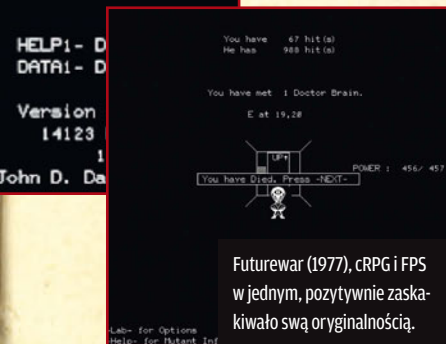 HELP1- D
DATA1- D
Version
14123
1
John D. Da
You have 67 hit(s)
He has 988 hit(s)
You have met 1 Doctor Brain.
E at 19,20
UP↑
POWER : 456/ 457
You have Died. Press -NEXT-
-Lab- for Options
-Help- for Mutant Inf
Futurewar (1977), cRPG i FPS
w jednym, pozytywnie zaska-
kiwało swą oryginalnością.